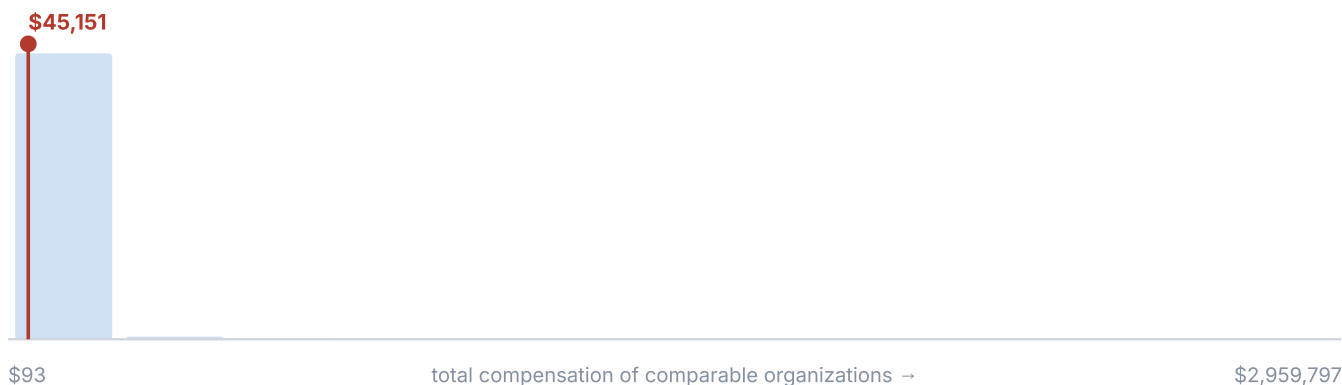 $45,151
$93 total compensation of comparable organizations → $2,959,797